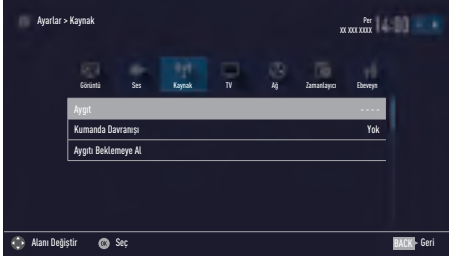 Ayarlar > Kaynak
Per
XX XXX XXXX
14:00
Görüntü Ses Kaynak TV Ağ Zamanlayıcı Ebeveyn
Aygıt - - - -
Kumanda Davranışı Yok
Aygıtı Beklemeye Al
Alanı Değiştir OK Seç BACK Geri